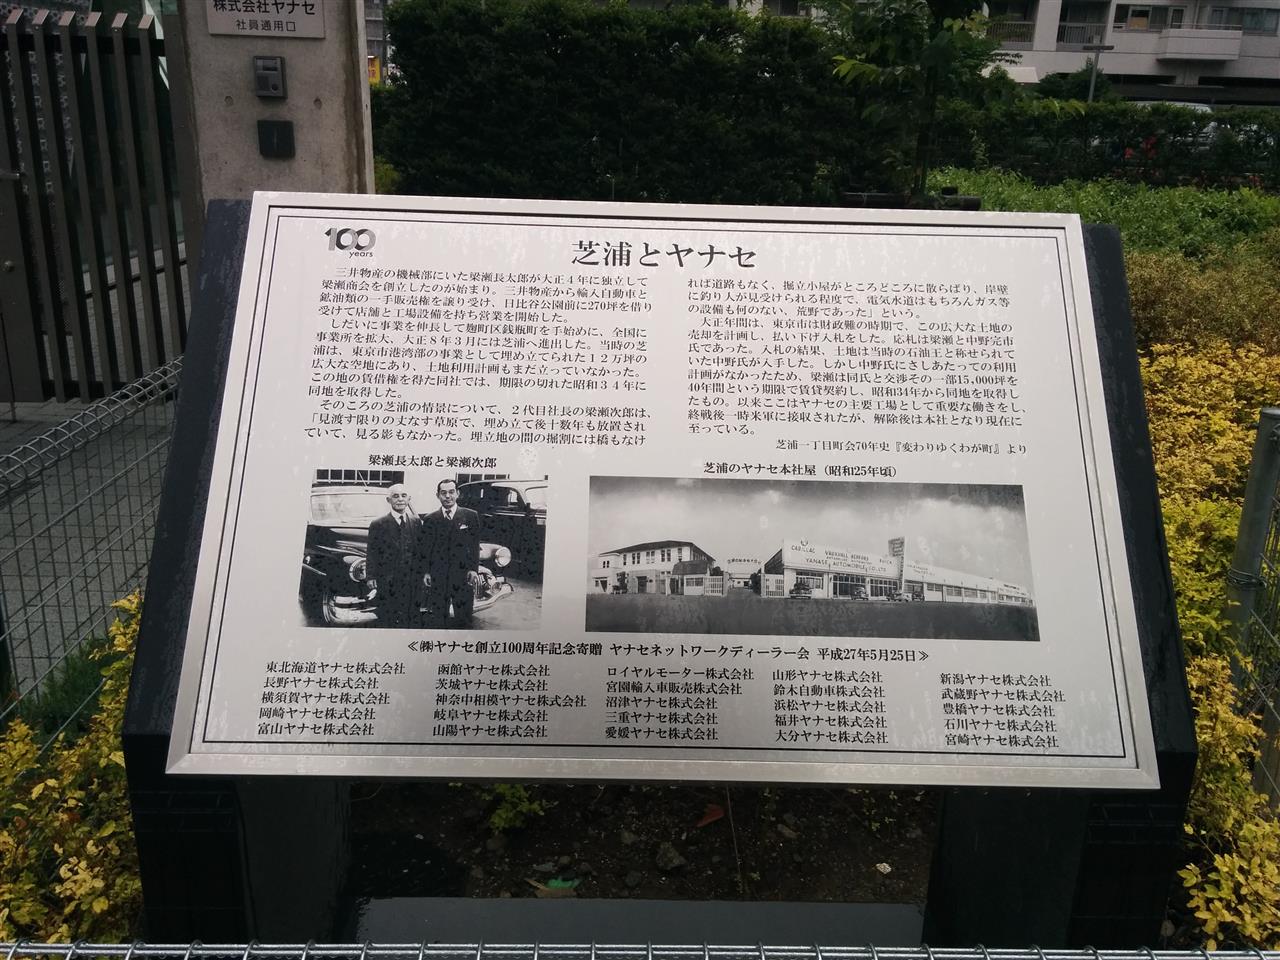 株式会社ヤナセ
社員通用口
100
years
芝浦とヤナセ
三井物産の機械部にいた梁瀬長太郎が大正4年に独立して
梁瀬商会を創立したのが始まり。三井物産から輸入自動車と
鉱油類の一手販売権を譲り受け、日比谷公園前に270坪を借り
受けて店舗と工場設備を持ち営業を開始した。
しだいに事業を伸長して麹町区銭瓶町を手始めに、全国に
事業所を拡大、大正8年3月には芝浦へ進出した。当時の芝
浦は、東京市港湾部の事業として埋め立てられた12万坪の
広大な空地にあり、土地利用計画もまだ立っていなかった。
この地の賃借権を得た同社では、期限の切れた昭和34年に
同地を取得した。
そのころの芝浦の情景について、2代目社長の梁瀬次郎は、
「見渡す限りの丈なす草原で、埋め立て後十数年も放置され
ていて、見る影もなかった。埋立地の間の掘割には橋もなけ
れば道路もなく、掘立小屋がところどころに散らばり、岸壁
に釣り人が見受けられる程度で、電気水道はもちろんガス等
の設備も何のない、荒野であった」という。
大正年間は、東京市は財政難の時期で、この広大な土地の
売却を計画し、払い下げ入札をした。応札は梁瀬と中野完市
氏であった。入札の結果、土地は当時の石油王と称せられて
いた中野氏が入手した。しかし中野氏にさしあたっての利用
計画がなかったため、梁瀬は同氏と交渉その一部15,000坪を
40年間という期限で賃貸契約し、昭和34年から同地を取得し
たもの。以来ここはヤナセの主要工場として重要な働きをし、
終戦後一時米軍に接収されたが、解除後は本社となり現在に
至っている。
芝浦一丁目町会70年史『変わりゆくわが町』より
梁瀬長太郎と梁瀬次郎
芝浦のヤナセ本社屋（昭和25年頃）
CADILLAC VAUXHALL BEDFORD BUICK
YANASE AUTOMOBILE CO.,LTD.
≪㈱ヤナセ創立100周年記念寄贈 ヤナセネットワークディーラー会 平成27年5月25日≫
東北海道ヤナセ株式会社 函館ヤナセ株式会社 ロイヤルモーター株式会社 山形ヤナセ株式会社 新潟ヤナセ株式会社
長野ヤナセ株式会社 茨城ヤナセ株式会社 宮園輸入車販売株式会社 鈴木自動車株式会社 武蔵野ヤナセ株式会社
横須賀ヤナセ株式会社 神奈中相模ヤナセ株式会社 沼津ヤナセ株式会社 浜松ヤナセ株式会社 豊橋ヤナセ株式会社
岡崎ヤナセ株式会社 岐阜ヤナセ株式会社 三重ヤナセ株式会社 福井ヤナセ株式会社 石川ヤナセ株式会社
富山ヤナセ株式会社 山陽ヤナセ株式会社 愛媛ヤナセ株式会社 大分ヤナセ株式会社 宮崎ヤナセ株式会社